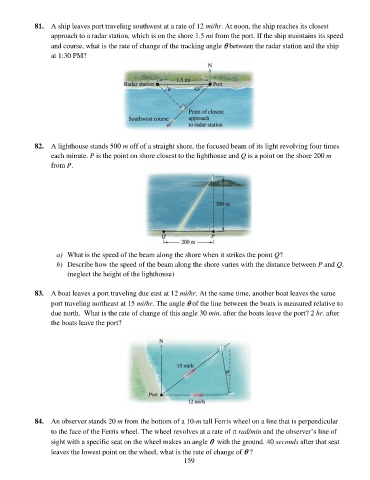 81. A ship leaves port traveling southwest at a rate of 12 mi/hr. At noon, the ship reaches its closest
approach to a radar station, which is on the shore 1.5 mi from the port. If the ship maintains its speed
and course, what is the rate of change of the tracking angle θ between the radar station and the ship
at 1:30 PM?
N
1.5 mi
Radar station
Port
θ
45°
Point of closest
Southwest course
approach
to radar station
82. A lighthouse stands 500 m off of a straight shore, the focused beam of its light revolving four times
each minute. P is the point on shore closest to the lighthouse and Q is a point on the shore 200 m
from P.
L
500 m
Q
P
200 m
a) What is the speed of the beam along the shore when it strikes the point Q?
b) Describe how the speed of the beam along the shore varies with the distance between P and Q.
(neglect the height of the lighthouse)
83. A boat leaves a port traveling due east at 12 mi/hr. At the same time, another boat leaves the same
port traveling northeast at 15 mi/hr. The angle θ of the line between the boats is measured relative to
due north. What is the rate of change of this angle 30 min. after the boats leave the port? 2 hr. after
the boats leave the port?
N
15 mi/h
θ
Port
12 mi/h
84. An observer stands 20 m from the bottom of a 10-m tall Ferris wheel on a line that is perpendicular
to the face of the Ferris wheel. The wheel revolves at a rate of π rad/min and the observer's line of
sight with a specific seat on the wheel makes an angle θ with the ground. 40 seconds after that seat
leaves the lowest point on the wheel, what is the rate of change of θ ?
159